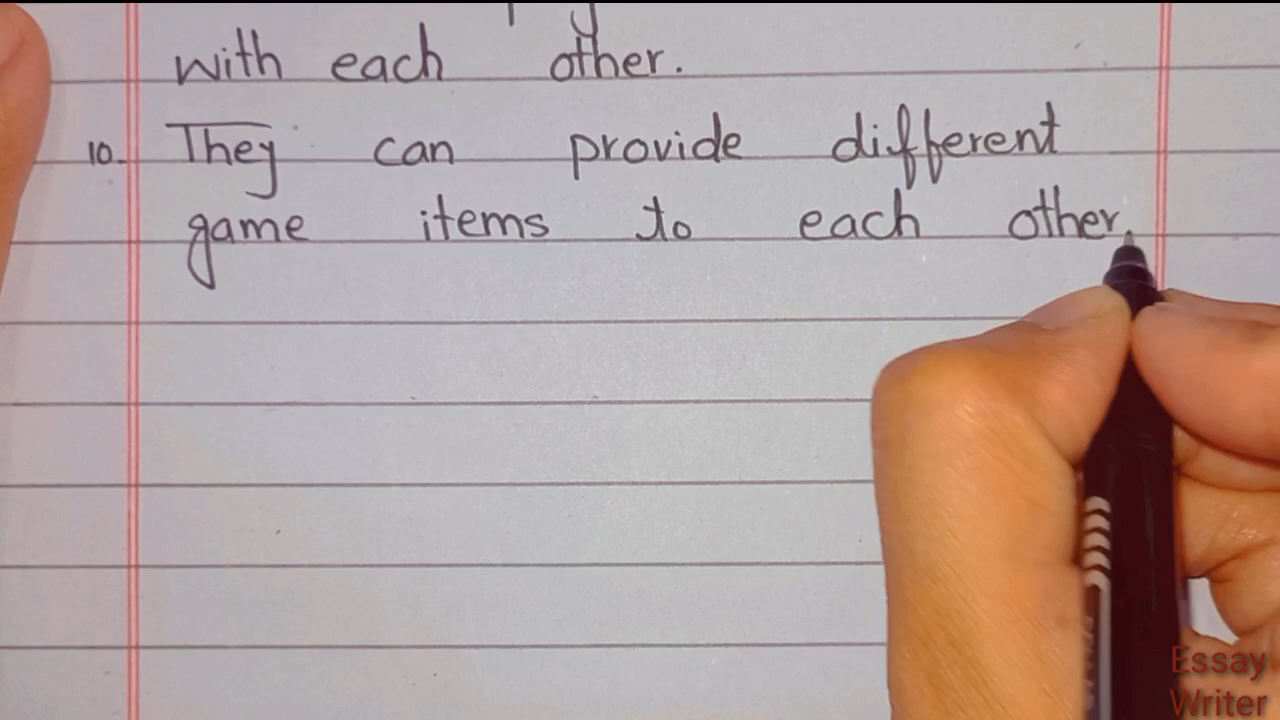 with each other.
10. They can provide different
game items to each other.
Essay
Writer